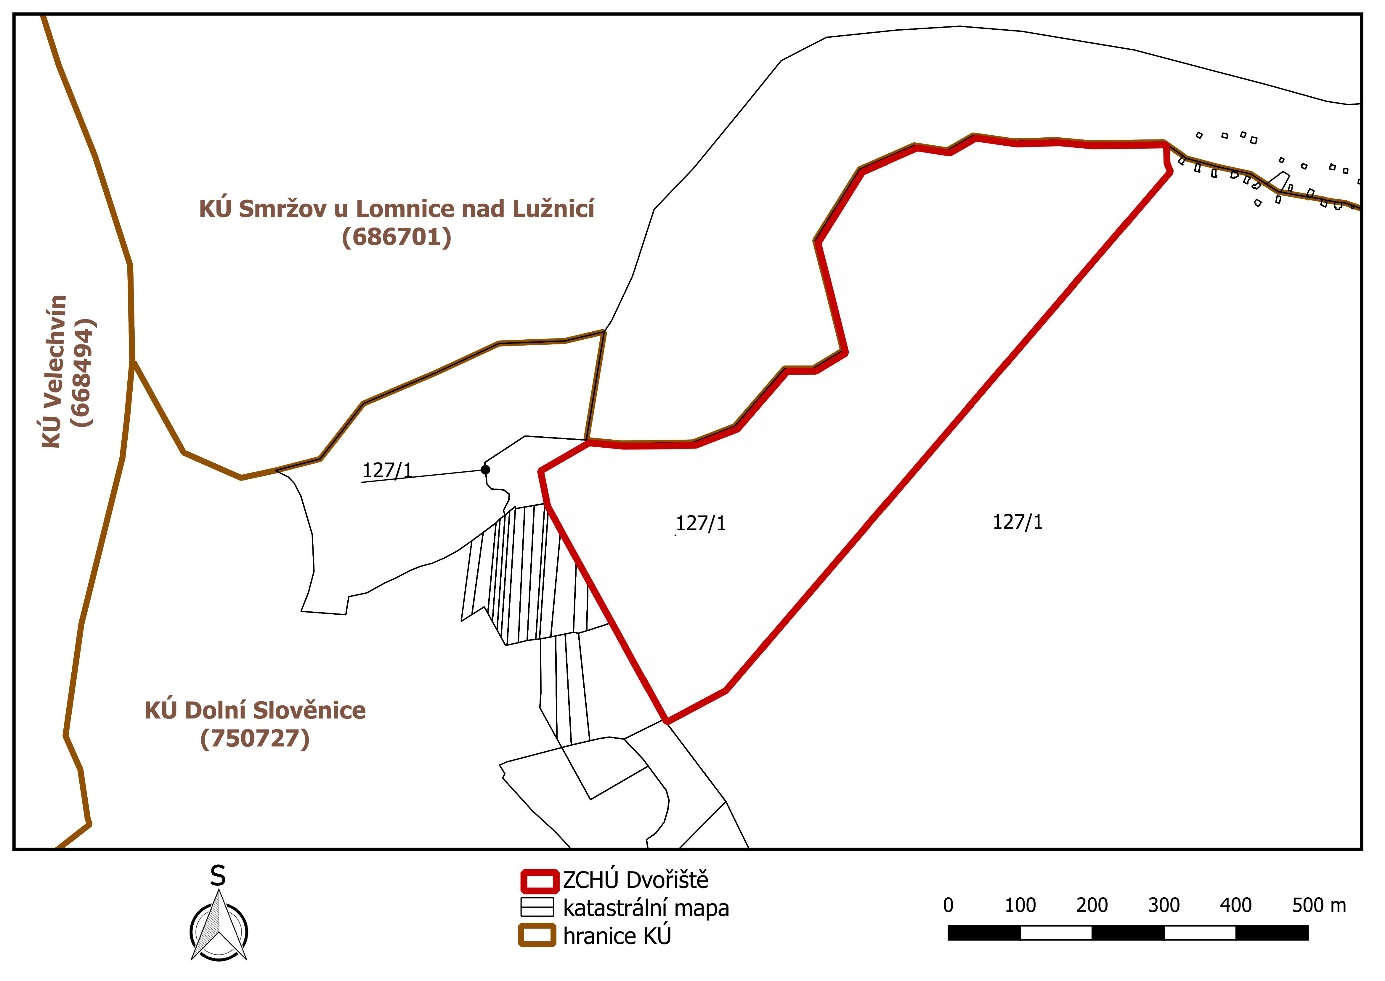 KÚ Smržov u Lomnice nad Lužnicí
(686701)
KÚ Velechvín
(668494)
127/1
127/1
127/1
KÚ Dolní Slověnice
(750727)
S
ZCHÚ Dvořiště
katastrální mapa
hranice KÚ
0 100 200 300 400 500 m